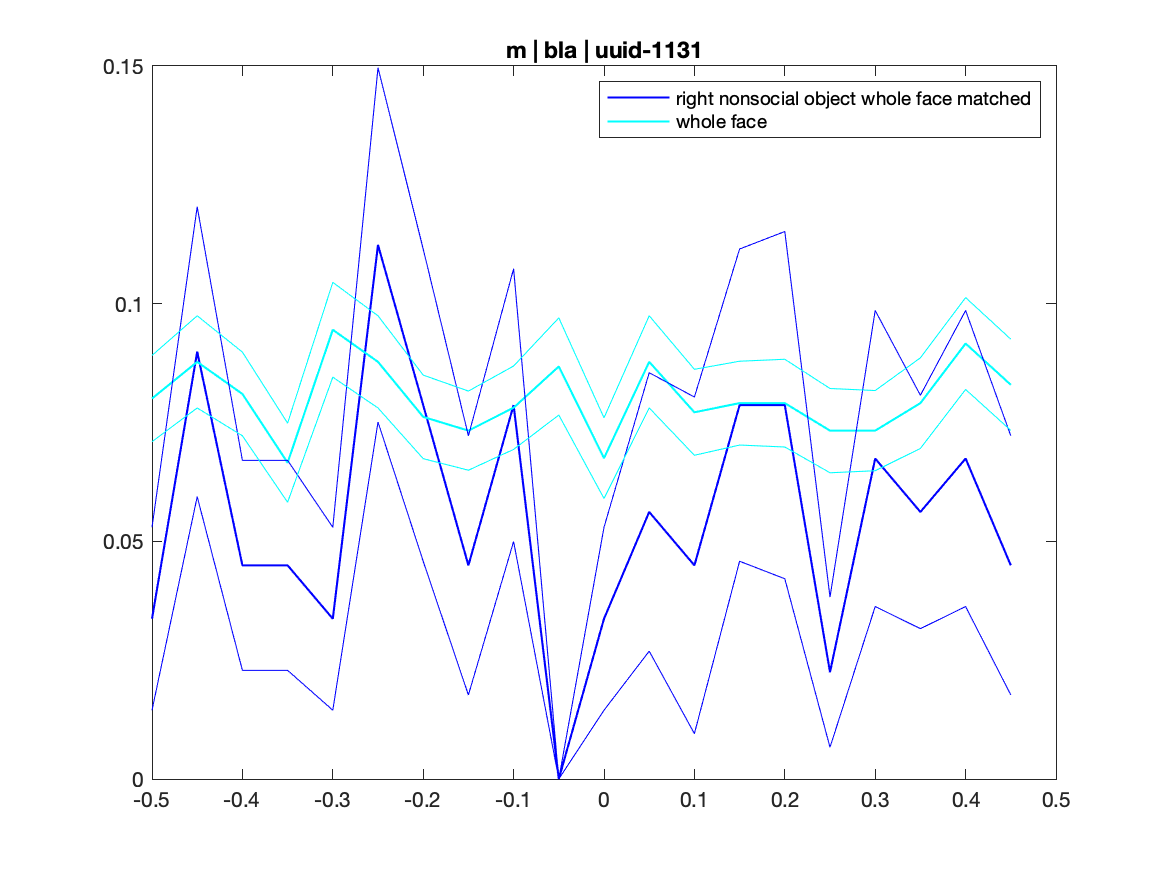 m | bla | uuid-1131
0.15
right nonsocial object whole face matched
whole face
0.1
0.05
0
-0.5 -0.4 -0.3 -0.2 -0.1 0 0.1 0.2 0.3 0.4 0.5